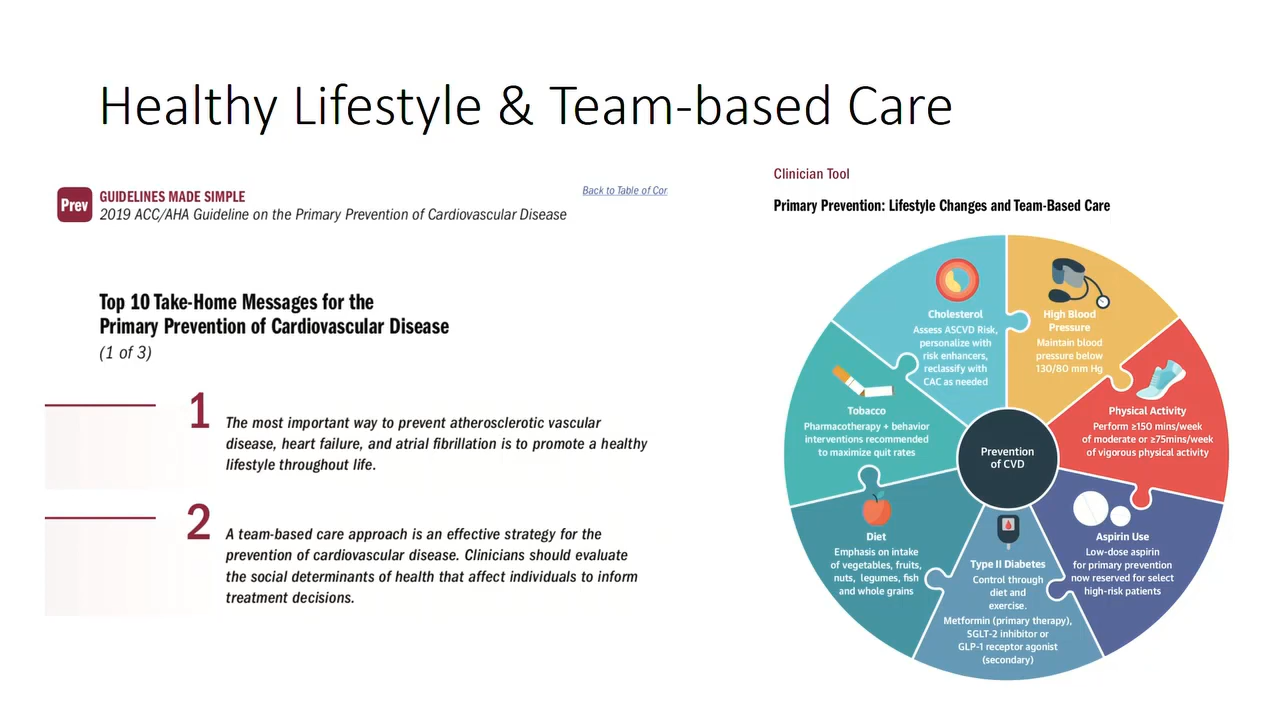 Healthy Lifestyle & Team-based Care
Prev
GUIDELINES MADE SIMPLE
2019 ACC/AHA Guideline on the Primary Prevention of Cardiovascular Disease
Back to Table of Cor
Top 10 Take-Home Messages for the
Primary Prevention of Cardiovascular Disease
(1 of 3)
1
The most important way to prevent atherosclerotic vascular
disease, heart failure, and atrial fibrillation is to promote a healthy
lifestyle throughout life.
2
A team-based care approach is an effective strategy for the
prevention of cardiovascular disease. Clinicians should evaluate
the social determinants of health that affect individuals to inform
treatment decisions.
Clinician Tool
Primary Prevention: Lifestyle Changes and Team-Based Care
Cholesterol
Assess ASCVD Risk,
personalize with
risk enhancers,
reclassify with
CAC as needed
High Blood
Pressure
Maintain blood
pressure below
130/80 mm Hg
Tobacco
Pharmacotherapy + behavior
interventions recommended
to maximize quit rates
Physical Activity
Perform ≥150 mins/week
of moderate or ≥75mins/week
of vigorous physical activity
Prevention
of CVD
Diet
Emphasis on intake
of vegetables, fruits,
nuts, legumes, fish
and whole grains
Type II Diabetes
Control through
diet and
exercise.
Metformin (primary therapy),
SGLT-2 inhibitor or
GLP-1 receptor agonist
(secondary)
Aspirin Use
Low-dose aspirin
for primary prevention
now reserved for select
high-risk patients